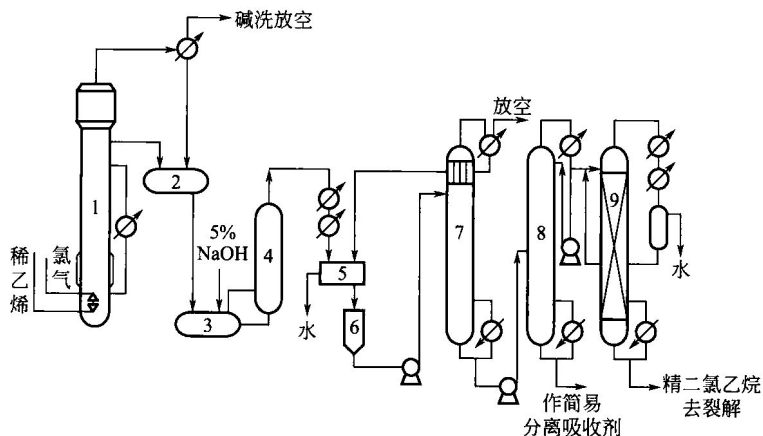 碱洗放空
放空
1
2
5%
NaOH
4
7
8
9
稀
乙
烯
氯
气
3
5
水
6
水
精二氯乙烷
去裂解
作简易
分离吸收剂